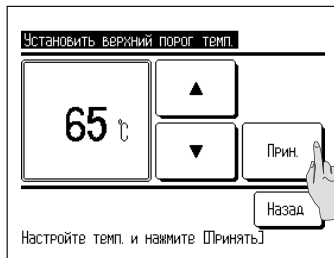 Установить верхний порог темп.
▲
65 ℃
▼
Прин.
Назад
Настройте темп. и нажмите [Принять]